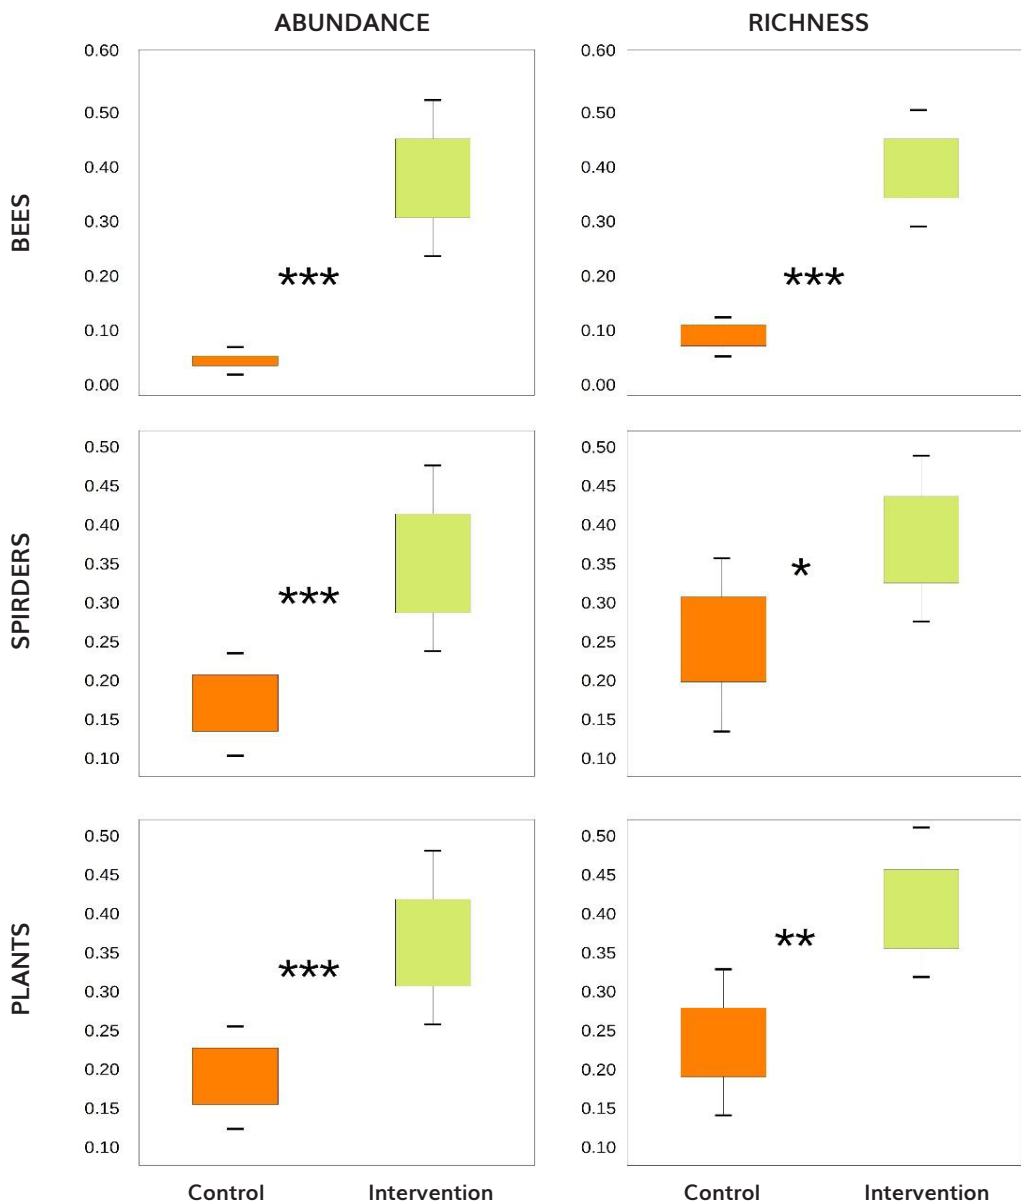 ABUNDANCE RICHNESS
BEES
0.60 0.60
0.50 0.50
0.40 0.40
0.30 0.30
0.20 *** 0.20 ***
0.10 0.10
0.00 0.00
SPIRDERS
0.50 0.50
0.45 0.45
0.40 0.40
0.35 0.35 *
0.30 *** 0.30
0.25 0.25
0.20 0.20
0.15 0.15
0.10 0.10
PLANTS
0.50 0.50
0.45 0.45
0.40 0.40
0.35 0.35 **
0.30 *** 0.30
0.25 0.25
0.20 0.20
0.15 0.15
0.10 0.10
Control Intervention Control Intervention